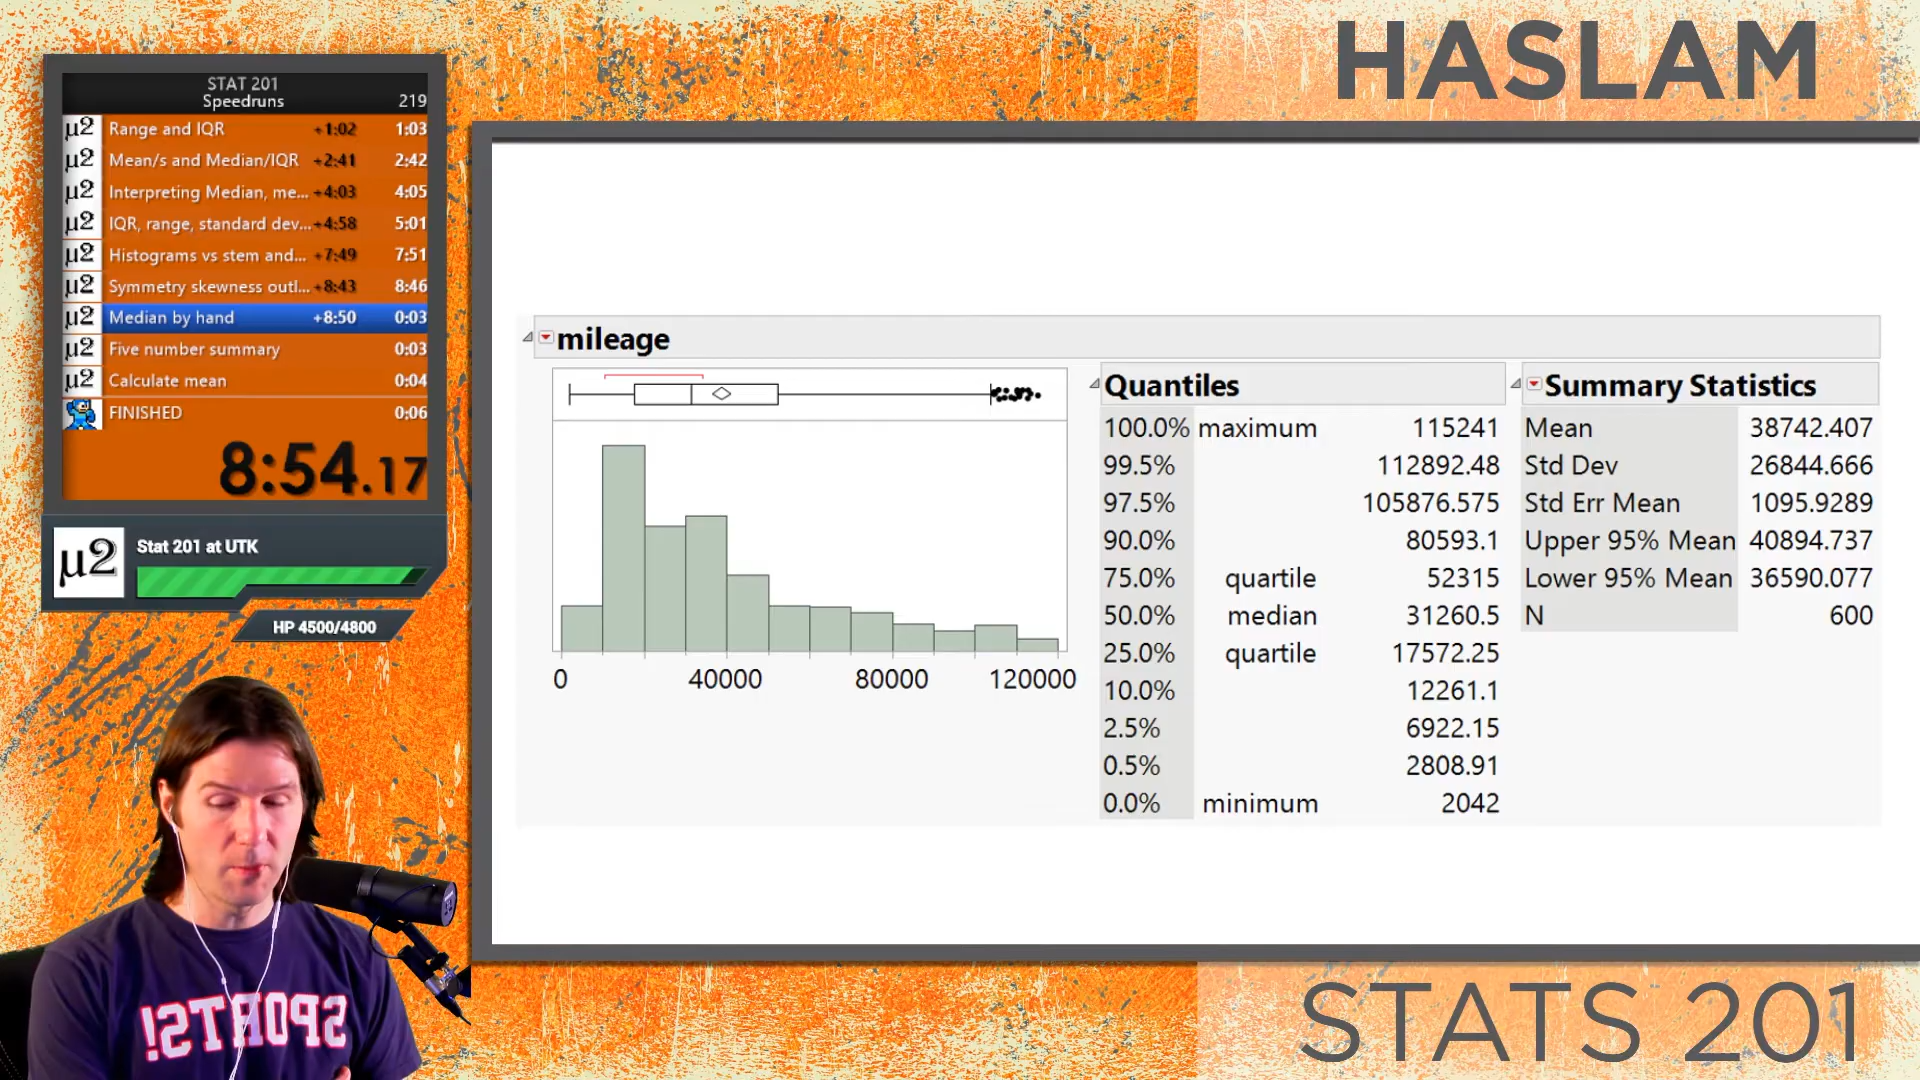 HASLAM
STAT 201
Speedruns 219
μ2 Range and IQR +1:02 1:03
μ2 Mean/s and Median/IQR +2:41 2:42
μ2 Interpreting Median, me... +4:03 4:05
μ2 IQR, range, standard dev... +4:58 5:01
μ2 Histograms vs stem and... +7:49 7:51
μ2 Symmetry skewness outl... +8:43 8:46
μ2 Median by hand +8:50 0:03
μ2 Five number summary 0:03
μ2 Calculate mean 0:04
FINISHED 0:06
8:54.17
μ2 Stat 201 at UTK
HP 4500/4800
SPORTS!
mileage
0 40000 80000 120000
Quantiles
100.0% maximum 115241
99.5% 112892.48
97.5% 105876.575
90.0% 80593.1
75.0% quartile 52315
50.0% median 31260.5
25.0% quartile 17572.25
10.0% 12261.1
2.5% 6922.15
0.5% 2808.91
0.0% minimum 2042
Summary Statistics
Mean 38742.407
Std Dev 26844.666
Std Err Mean 1095.9289
Upper 95% Mean 40894.737
Lower 95% Mean 36590.077
N 600
STATS 201